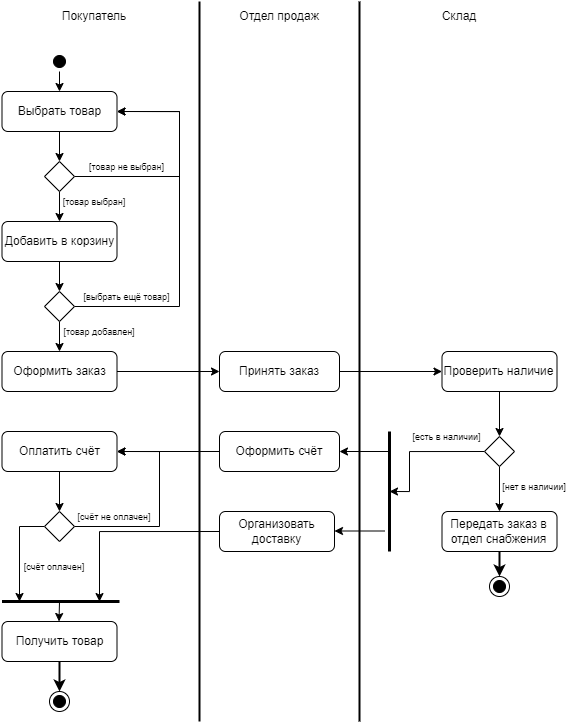 Покупатель
Отдел продаж
Склад
Выбрать товар
[товар не выбран]
[товар выбран]
Добавить в корзину
[выбрать ещё товар]
[товар добавлен]
Оформить заказ
Принять заказ
Проверить наличие
[есть в наличии]
Оплатить счёт
Оформить счёт
[нет в наличии]
[счёт не оплачен]
Организовать
доставку
Передать заказ в
отдел снабжения
[счёт оплачен]
Получить товар